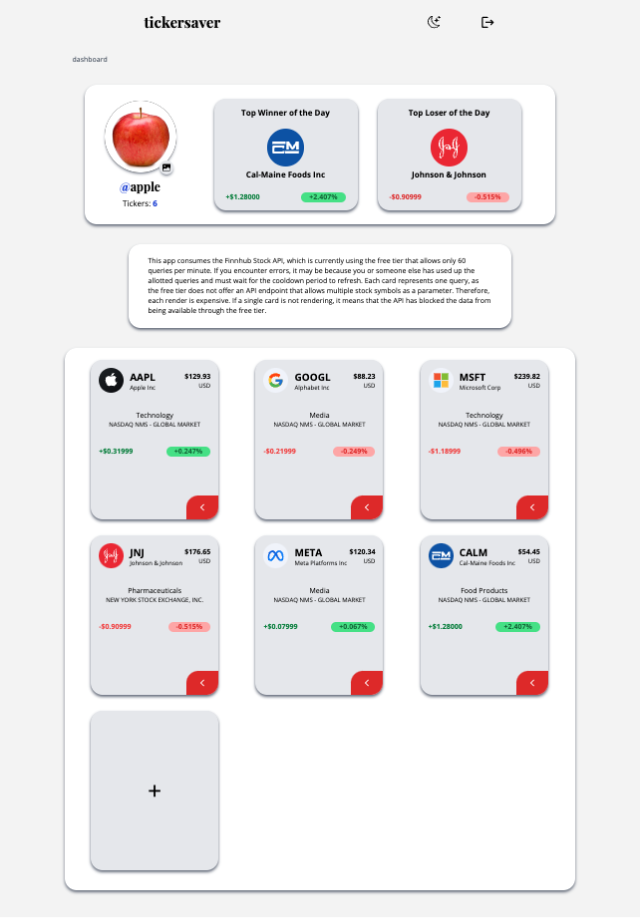 tickersaver
dashboard
Top Winner of the Day
Top Loser of the Day
EM
J&J
Cal-Maine Foods Inc
Johnson & Johnson
@apple
Tickers: 6
+$1.28000
+2.407%
-$0.90999
-0.515%
This app consumes the Finnhub Stock API, which is currently using the free tier that allows only 60
queries per minute. If you encounter errors, it may be because you or someone else has used up the
allotted queries and must wait for the cooldown period to refresh. Each card represents one query, as
the free tier does not offer an API endpoint that allows multiple stock symbols as a parameter. Therefore,
each render is expensive. If a single card is not rendering, it means that the API has blocked the data from
being available through the free tier.
AAPL
$129.93
Apple Inc
USD
Technology
NASDAQ NMS - GLOBAL MARKET
+$0.31999
+0.247%
GOOGL
$88.23
Alphabet Inc
USD
Media
NASDAQ NMS - GLOBAL MARKET
-$0.21999
-0.249%
MSFT
$239.82
Microsoft Corp
USD
Technology
NASDAQ NMS - GLOBAL MARKET
-$1.18999
-0.496%
J&J
JNJ
$176.65
Johnson & Johnson
USD
Pharmaceuticals
NEW YORK STOCK EXCHANGE, INC.
-$0.90999
-0.515%
META
$120.34
Meta Platforms Inc
USD
Media
NASDAQ NMS - GLOBAL MARKET
+$0.07999
+0.067%
EM
CALM
$54.45
Cal-Maine Foods Inc
USD
Food Products
NASDAQ NMS - GLOBAL MARKET
+$1.28000
+2.407%
+